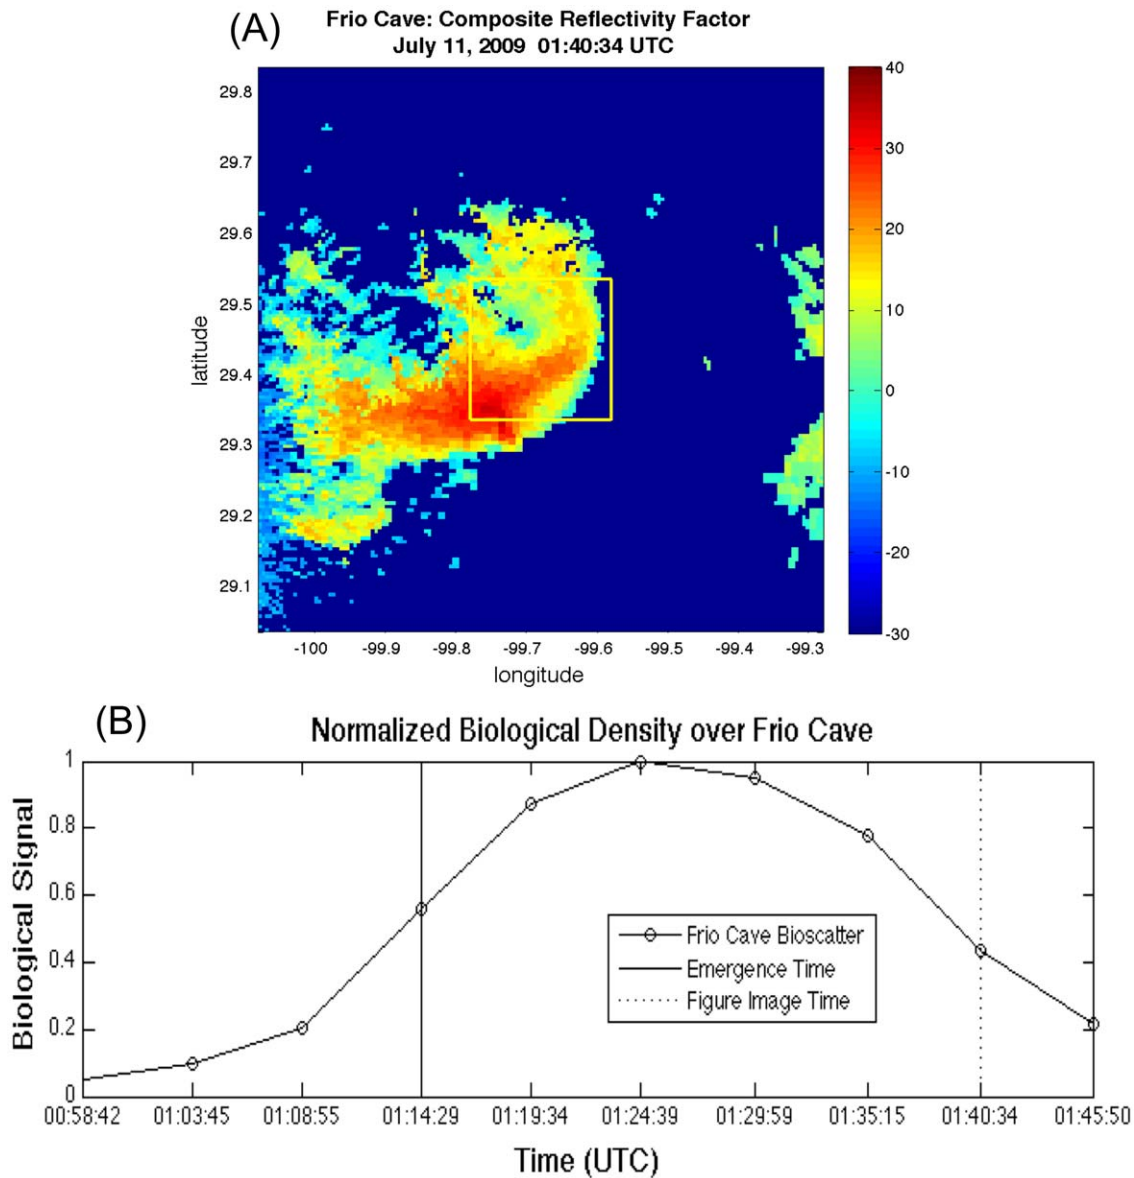 (A)
Frio Cave: Composite Reflectivity Factor
July 11, 2009 01:40:34 UTC
40
30
20
10
0
-10
-20
-30
29.8
29.7
29.6
29.5
29.4
29.3
29.2
29.1
latitude
-100 -99.9 -99.8 -99.7 -99.6 -99.5 -99.4 -99.3
longitude
(B)
Normalized Biological Density over Frio Cave
1
0.8
0.6
0.4
0.2
0
Biological Signal
Frio Cave Bioscatter
Emergence Time
Figure Image Time
00:58:42 01:03:45 01:08:55 01:14:29 01:19:34 01:24:39 01:29:59 01:35:15 01:40:34 01:45:50
Time (UTC)